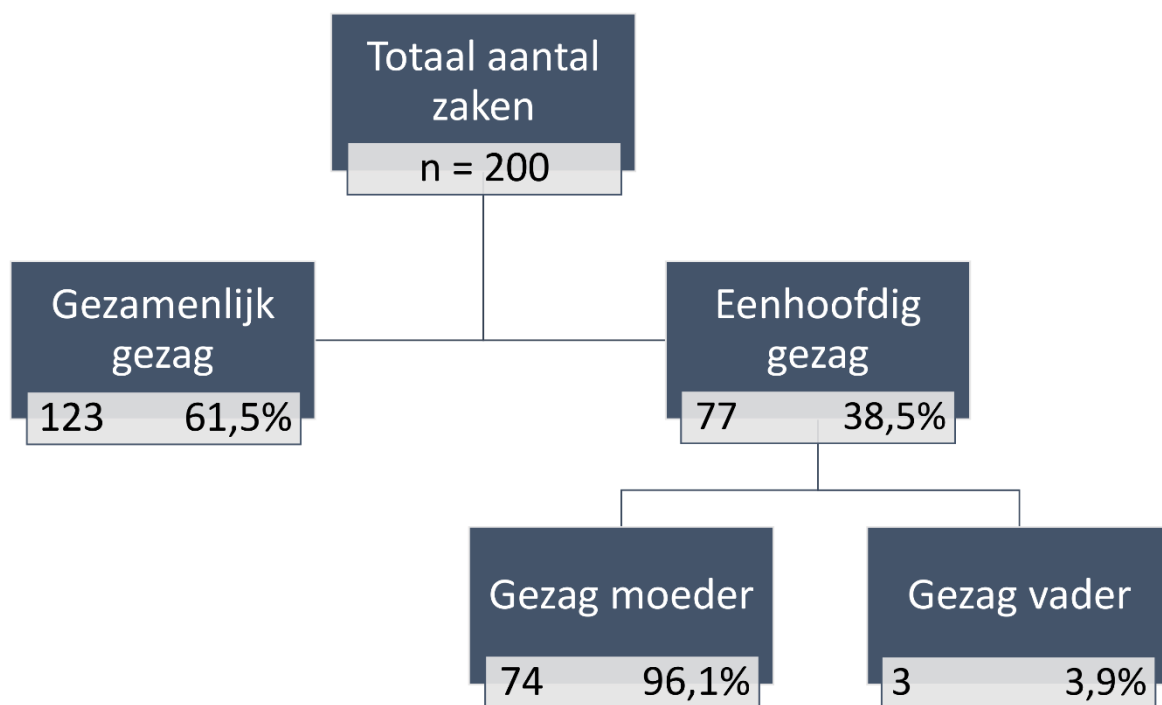 Totaal aantal
zaken
n = 200
Gezamenlijk
gezag
123 61,5%
Eenhoofdig
gezag
77 38,5%
Gezag moeder
74 96,1%
Gezag vader
3 3,9%